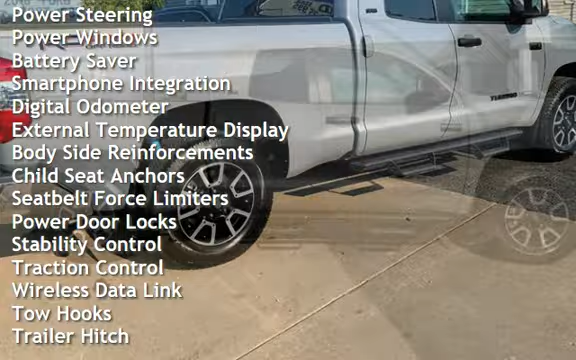 Power Steering
Power Windows
Battery Saver
Smartphone Integration
Digital Odometer
External Temperature Display
Body Side Reinforcements
Child Seat Anchors
Seatbelt Force Limiters
Power Door Locks
Stability Control
Traction Control
Wireless Data Link
Tow Hooks
Trailer Hitch